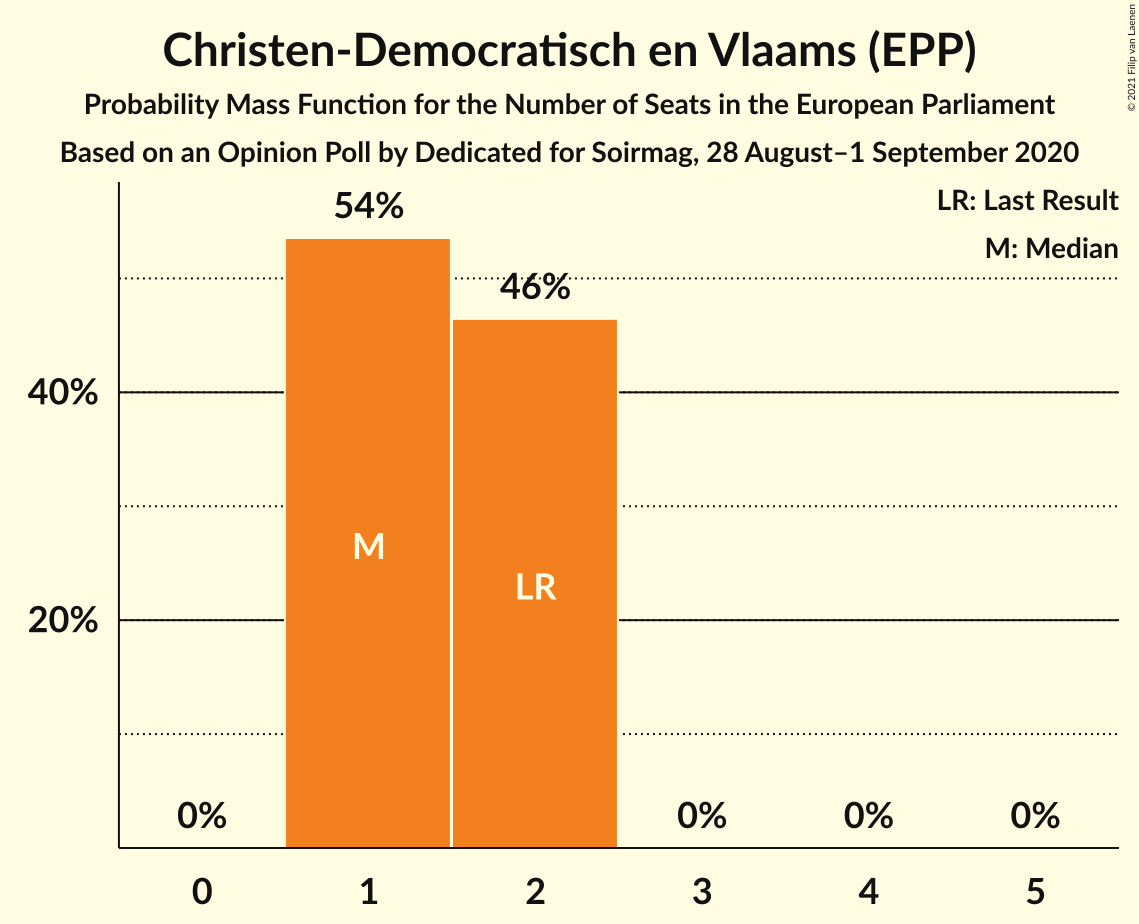 Christen-Democratisch en Vlaams (EPP)
Probability Mass Function for the Number of Seats in the European Parliament
Based on an Opinion Poll by Dedicated for Soirmag, 28 August–1 September 2020
© 2021 Filip van Laenen
LR: Last Result
M: Median
54%
46%
40%
20%
M
LR
0%
0%
0%
0%
0
1
2
3
4
5